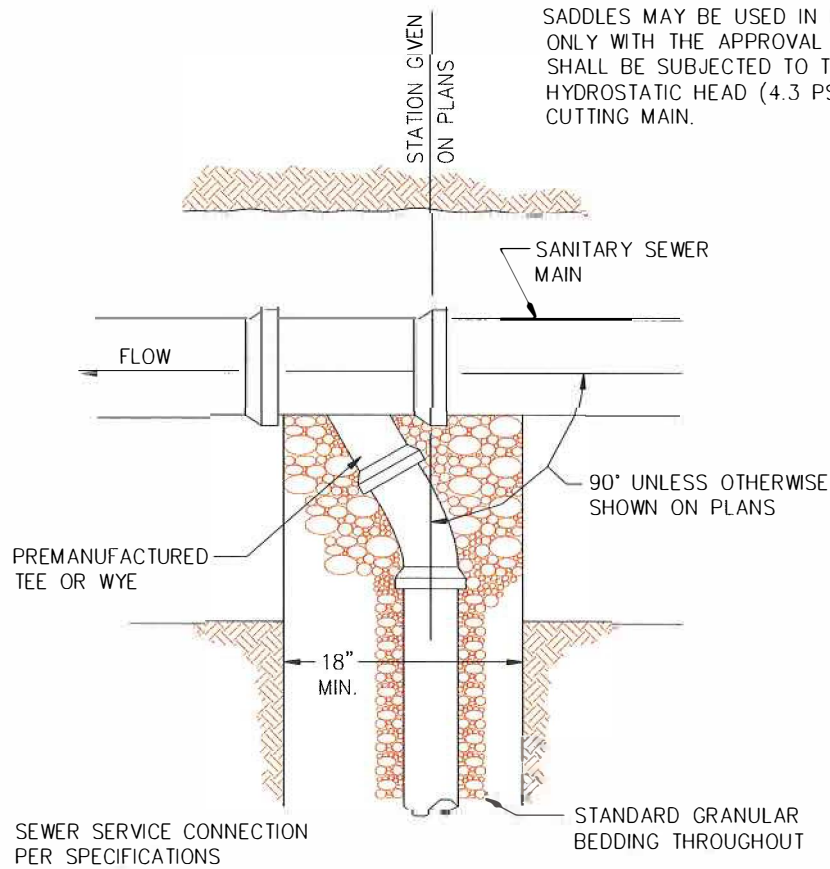 SADDLES MAY BE USED IN
ONLY WITH THE APPROVAL
SHALL BE SUBJECTED TO
HYDROSTATIC HEAD (4.3
CUTTING MAIN.
STATION GIVEN
ON PLANS
SANITARY SEWER
MAIN
FLOW
90° UNLESS OTHERWISE
SHOWN ON PLANS
PREMANUFACTURED
TEE OR WYE
18"
MIN.
SEWER SERVICE CONNECTION
PER SPECIFICATIONS
STANDARD GRANULAR
BEDDING THROUGHOUT